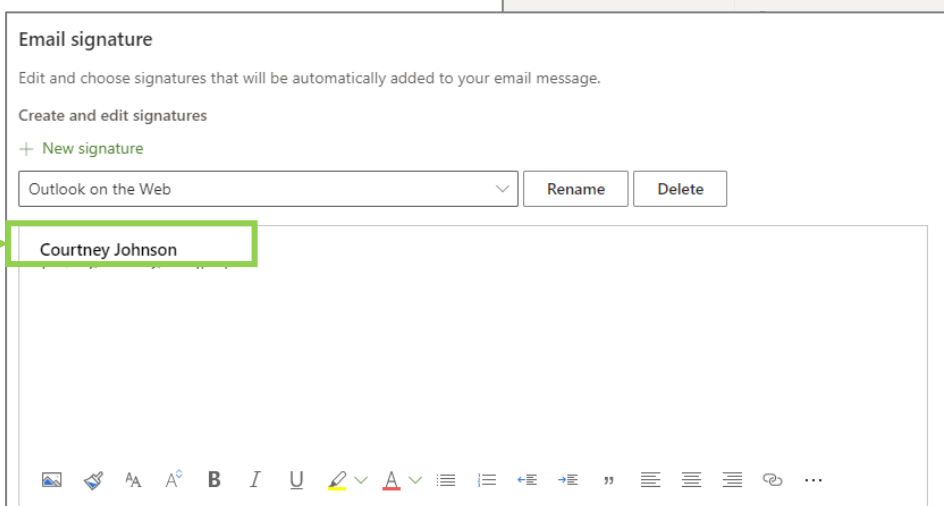 Email signature
Edit and choose signatures that will be automatically added to your email message.
Create and edit signatures
+ New signature
Outlook on the Web Rename Delete
Courtney Johnson